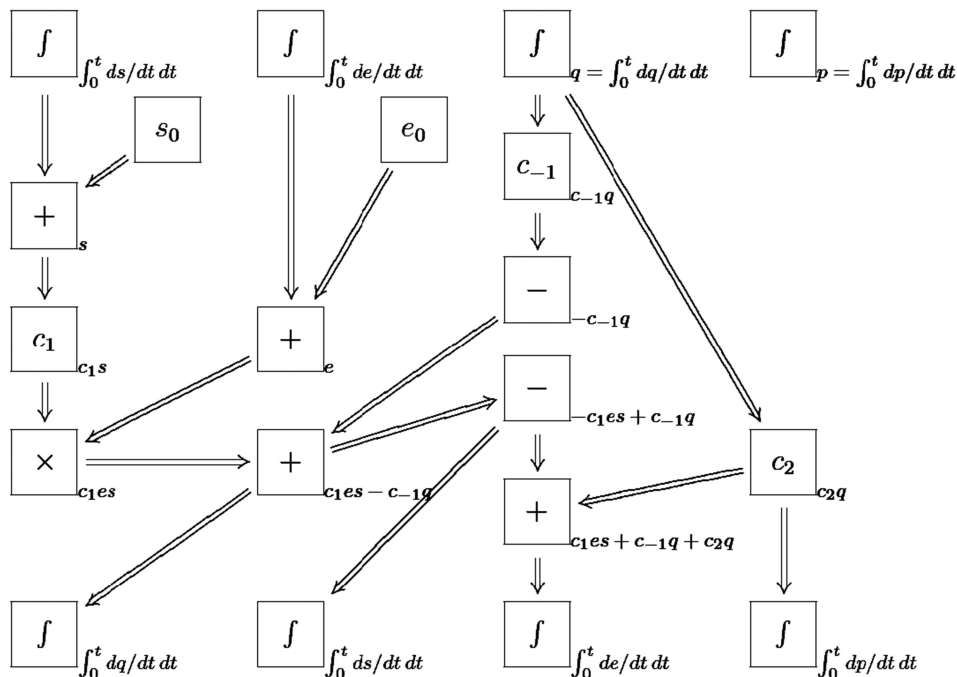 ∫ ∫ ∫ ∫
∫₀ᵗ ds/dt dt ∫₀ᵗ de/dt dt q = ∫₀ᵗ dq/dt dt p = ∫₀ᵗ dp/dt dt
s₀ e₀
c₋₁
c₋₁q
+
s
−
−c₋₁q
c₁ +
c₁s e
−
−c₁es + c₋₁q
× + c₂
c₁es c₁es − c₋₁q c₂q
+
c₁es + c₋₁q + c₂q
∫ ∫ ∫ ∫
∫₀ᵗ dq/dt dt ∫₀ᵗ ds/dt dt ∫₀ᵗ de/dt dt ∫₀ᵗ dp/dt dt